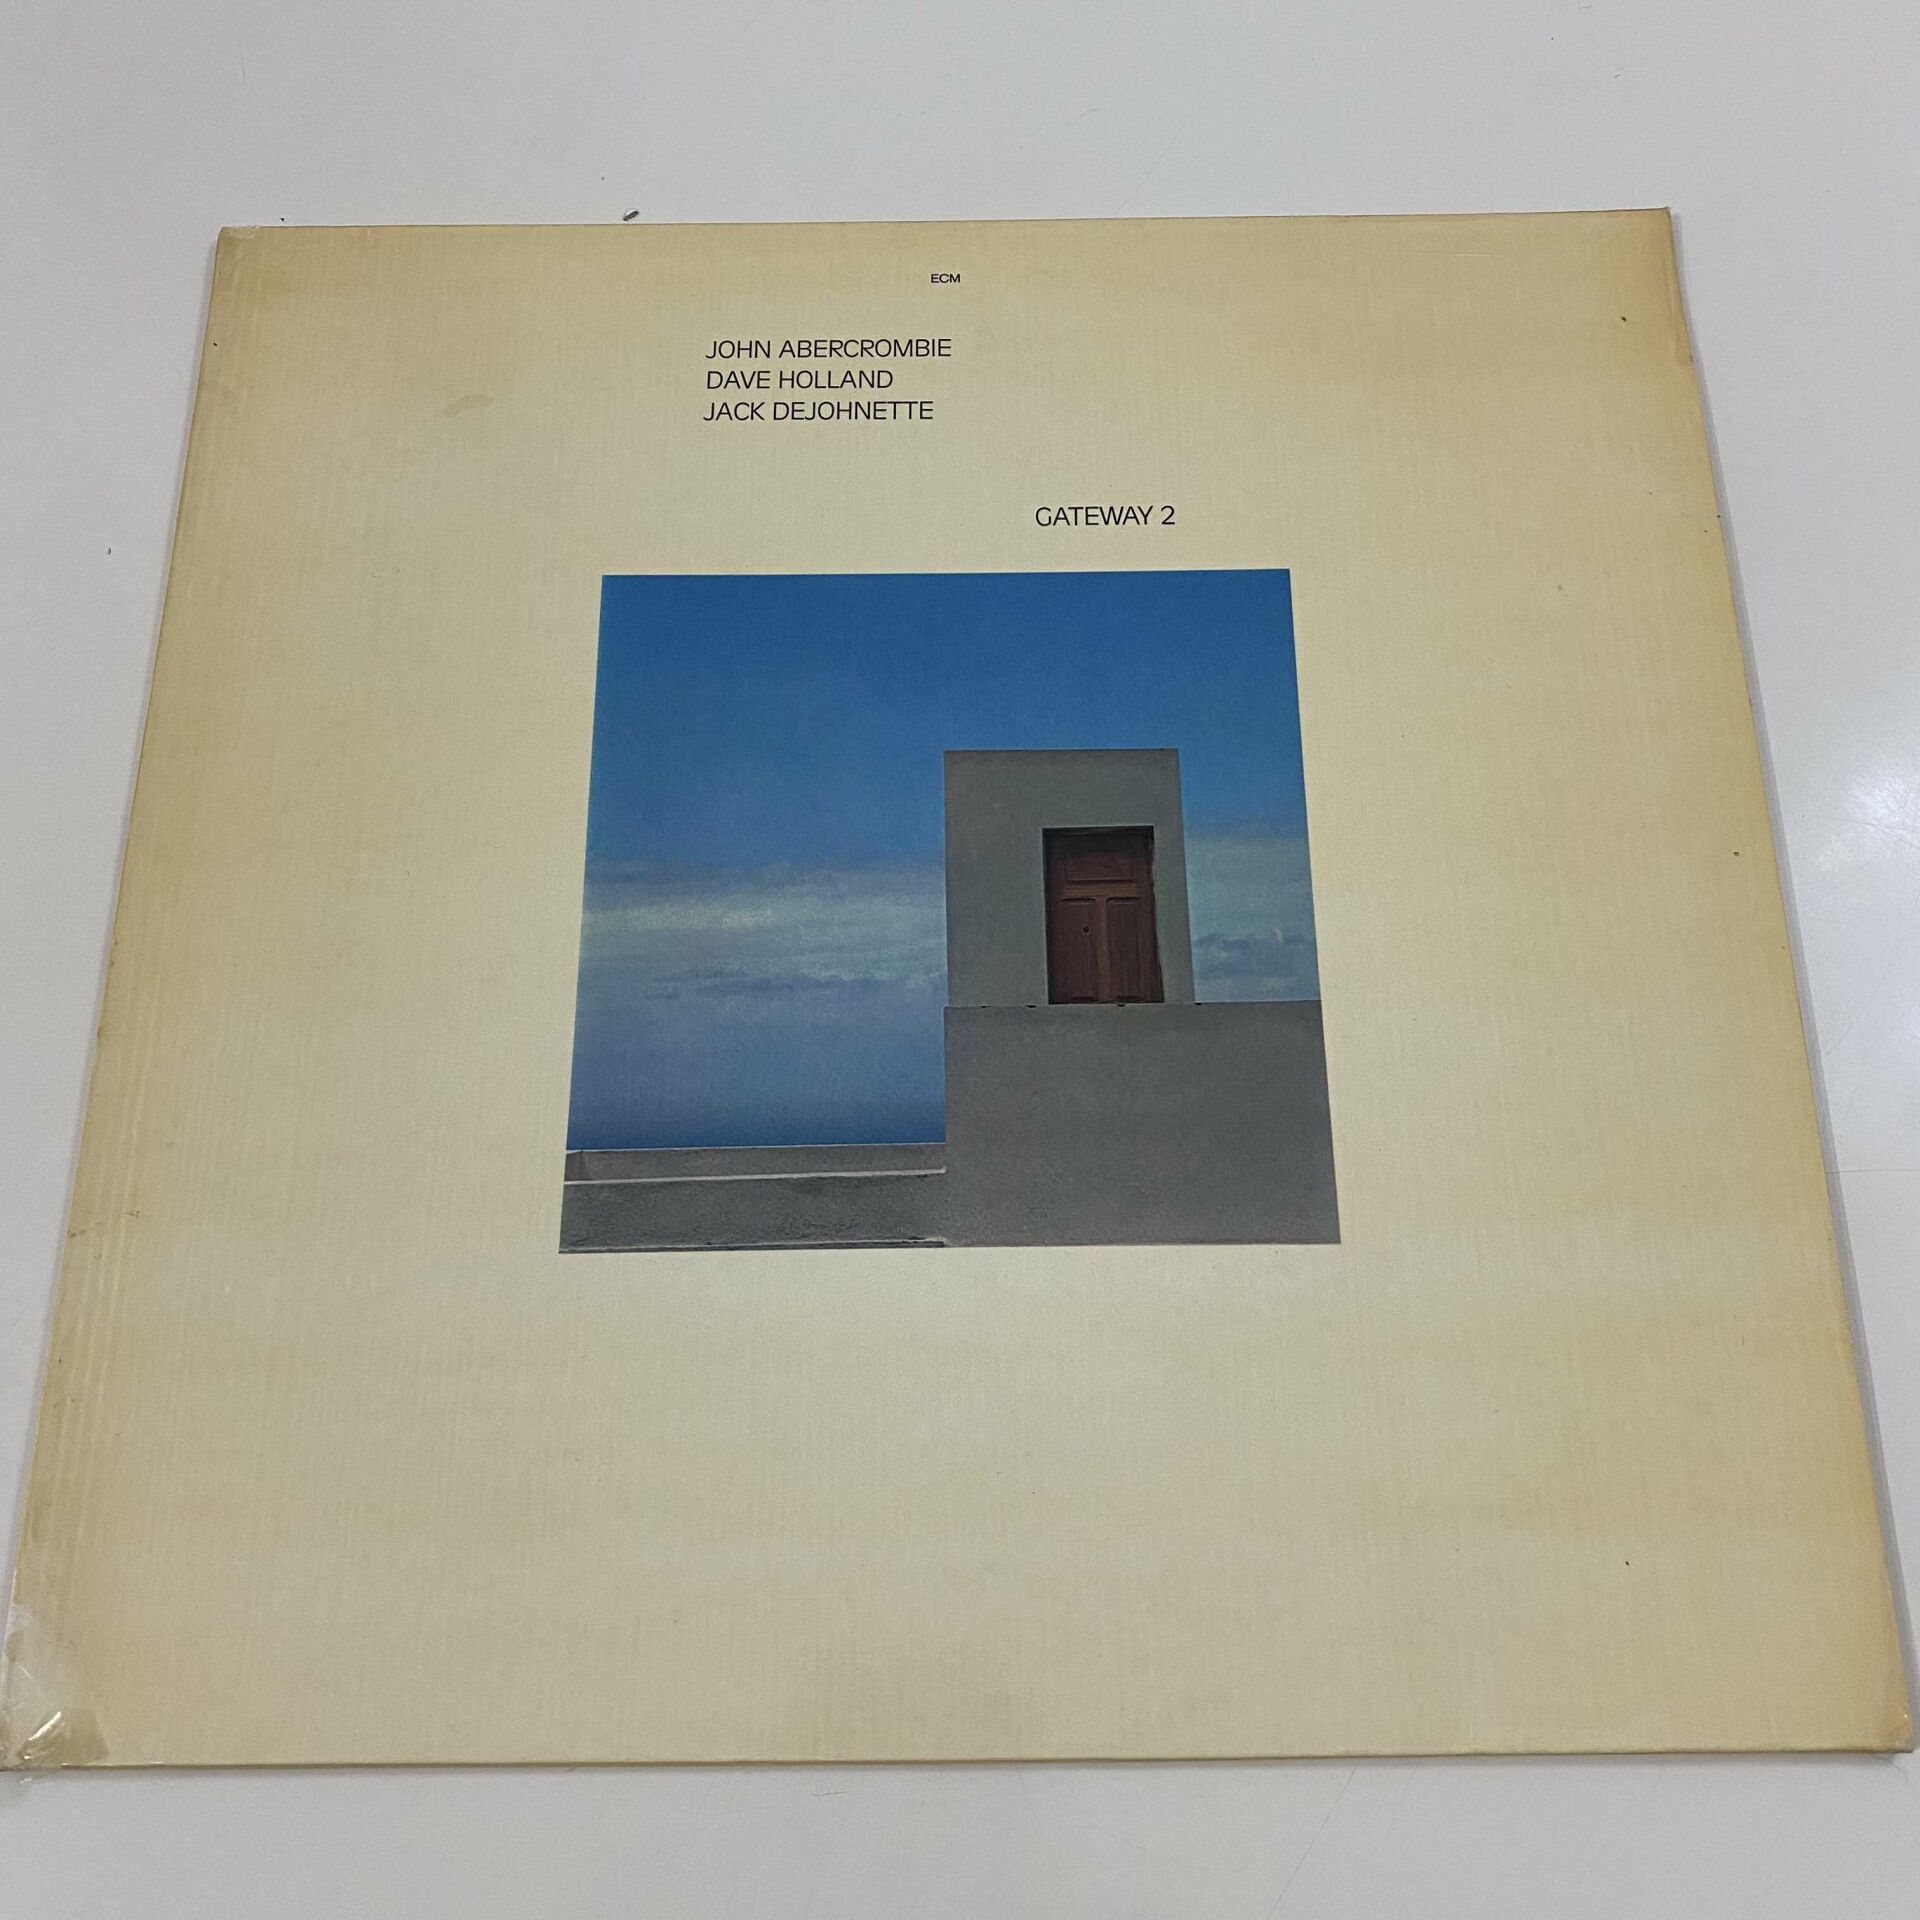 ECM
JOHN ABERCROMBIE
DAVE HOLLAND
JACK DEJOHNETTE
GATEWAY 2